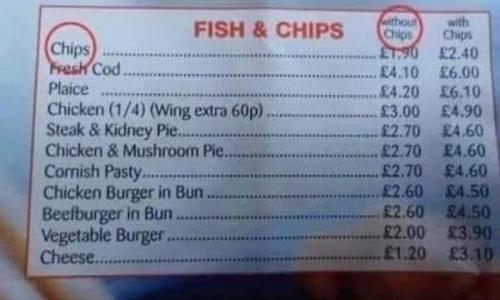 FISH & CHIPS without Chips with Chips
Chips ........ £1.90 £2.40
Fresh Cod ........ £4.10 £6.00
Plaice ........ £4.20 £6.10
Chicken (1/4) (Wing extra 60p) ........ £3.00 £4.90
Steak & Kidney Pie........ £2.70 £4.60
Chicken & Mushroom Pie........ £2.70 £4.60
Cornish Pasty........ £2.70 £4.60
Chicken Burger in Bun ........ £2.60 £4.50
Beefburger in Bun ........ £2.60 £4.50
Vegetable Burger ........ £2.00 £3.90
Cheese........ £1.20 £3.10